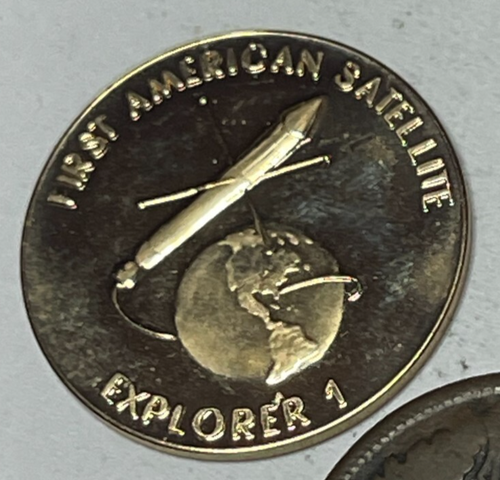 FIRST AMERICAN SATELLITE
EXPLORER 1